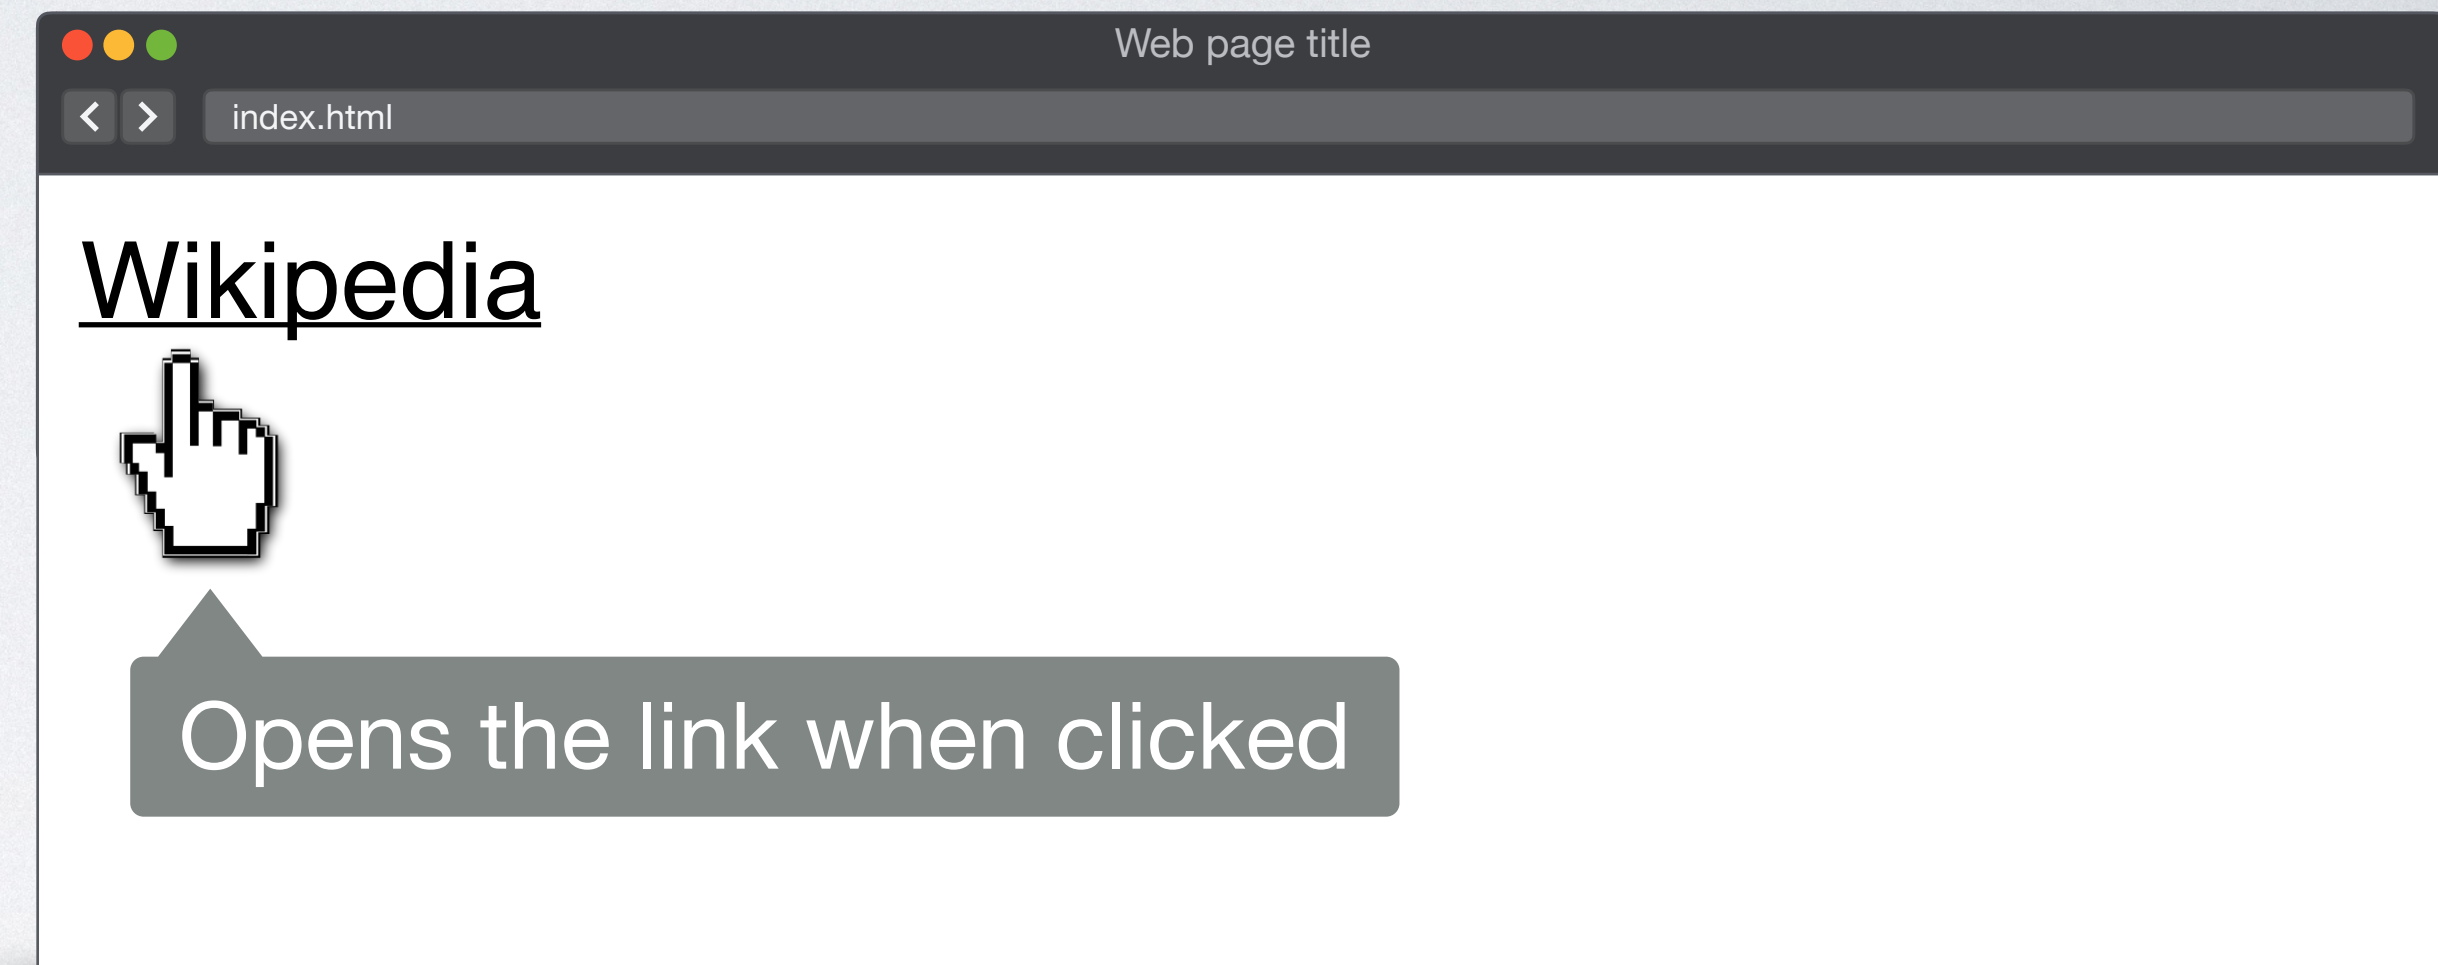 Web page title
index.html
Wikipedia
Opens the link when clicked